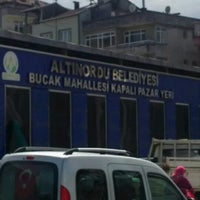 ALTINORDU BELEDİYESİ
BUCAK MAHALLESİ KAPALI PAZAR YERİ